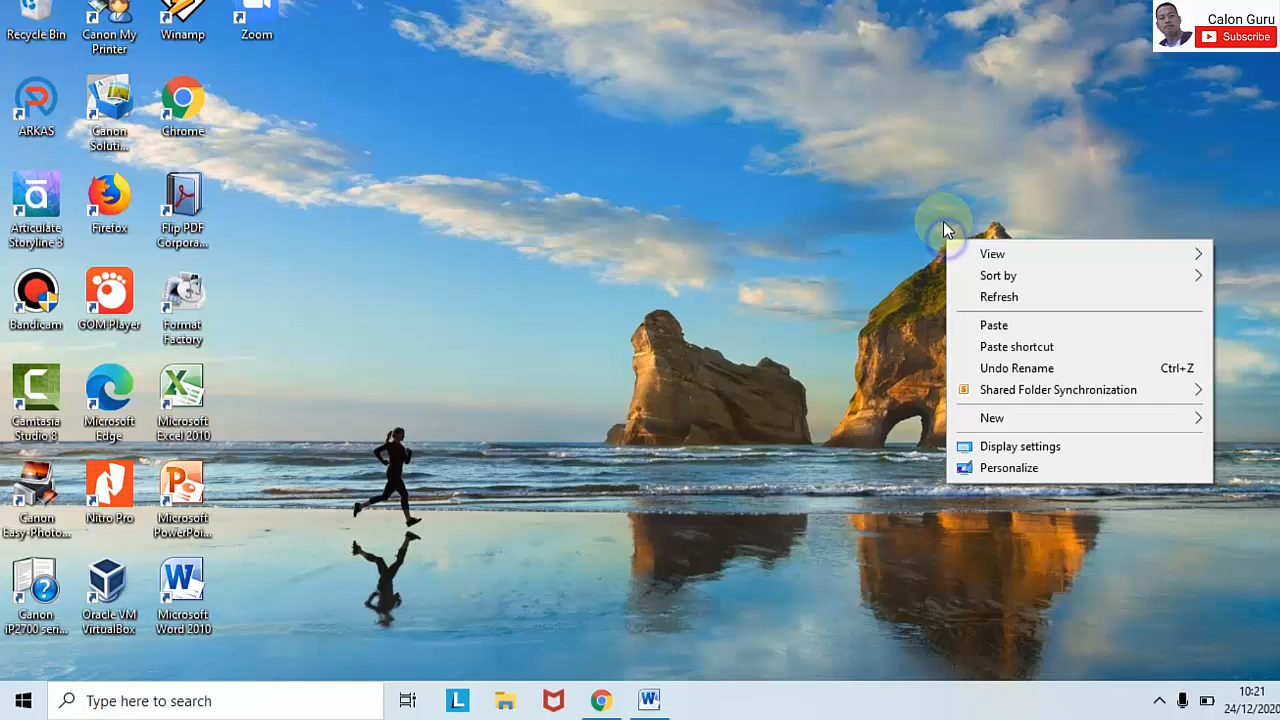 Recycle Bin
Canon My
Printer
Winamp
Zoom
ARKAS
Canon
Soluti...
Chrome
Articulate
Storyline 3
Firefox
Flip PDF
Corpora...
Bandicam
GOM Player
Format
Factory
Camtasia
Studio 8
Microsoft
Edge
Microsoft
Excel 2010
Canon
Easy-Photo...
Nitro Pro
Microsoft
PowerPoi...
Canon
iP2700 seri...
Oracle VM
VirtualBox
Microsoft
Word 2010
Calon Guru
Subscribe
View
Sort by
Refresh
Paste
Paste shortcut
Undo Rename Ctrl+Z
Shared Folder Synchronization
New
Display settings
Personalize
Type here to search
10:21
24/12/2020